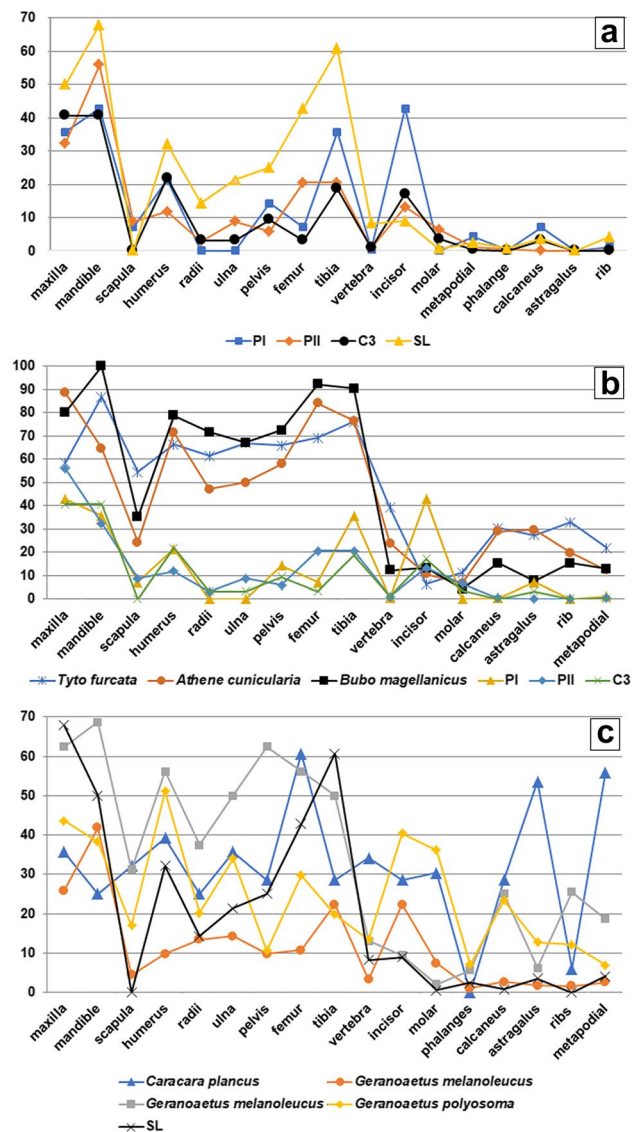 a
70
60
50
40
30
20
10
0
maxilla mandible scapula humerus radii ulna pelvis femur tibia vertebra incisor molar metapodial phalange calcaneus astragalus rib
PI PII C3 SL
b
100
90
80
70
60
50
40
30
20
10
0
maxilla mandible scapula humerus radii ulna pelvis femur tibia vertebra incisor molar calcaneus astragalus rib metapodial
Tyto furcata Athene cunicularia Bubo magellanicus PI PII C3
c
70
60
50
40
30
20
10
0
maxilla mandible scapula humerus radii ulna pelvis femur tibia vertebra incisor molar phalanges calcaneus astragalus ribs metapodial
Caracara plancus Geranoaetus melanoleucus
Geranoaetus melanoleucus Geranoaetus polyosoma
SL